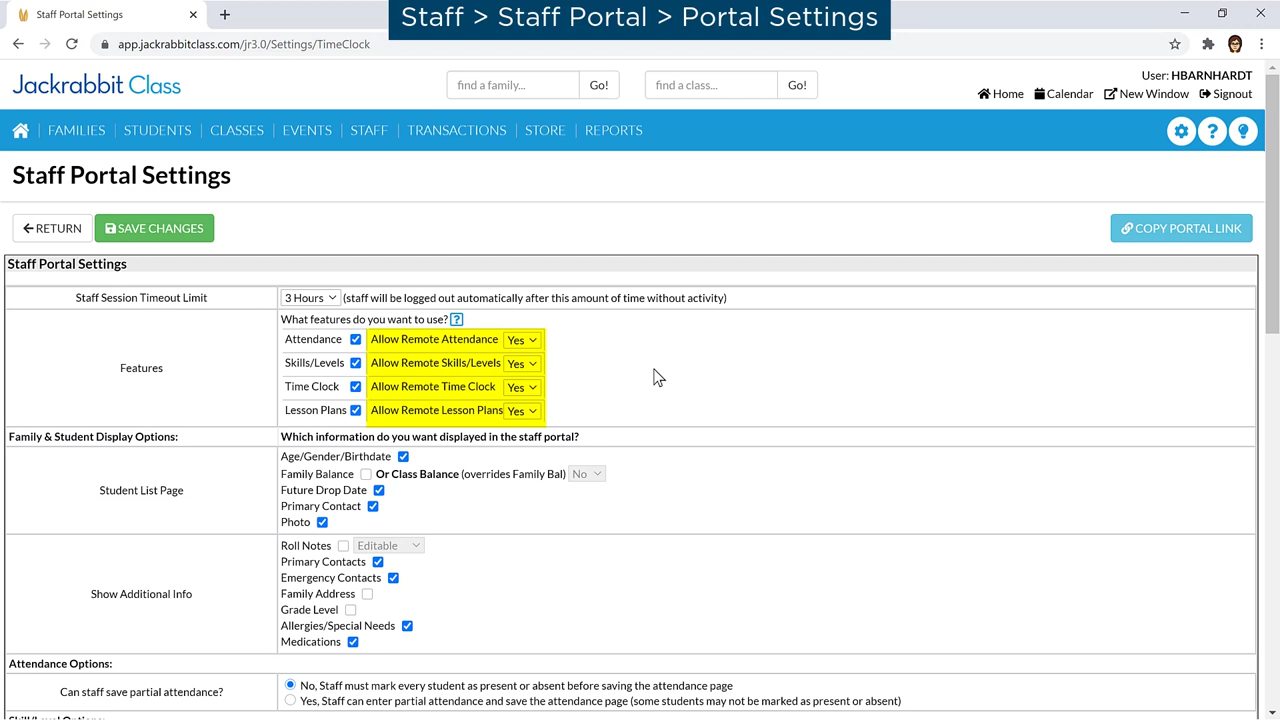 Staff > Staff Portal > Portal Settings
Staff Portal Settings
app.jackrabbitclass.com/jr3.0/Settings/TimeClock
User: HBARNHARDT
Jackrabbit Class
find a family... Go! find a class... Go!
Home Calendar New Window Signout
FAMILIES STUDENTS CLASSES EVENTS STAFF TRANSACTIONS STORE REPORTS
?
Staff Portal Settings
RETURN SAVE CHANGES COPY PORTAL LINK
Staff Portal Settings
Staff Session Timeout Limit 3 Hours (staff will be logged out automatically after this amount of time without activity)
What features do you want to use? ?
Attendance Allow Remote Attendance Yes
Skills/Levels Allow Remote Skills/Levels Yes
Features
Time Clock Allow Remote Time Clock Yes
Lesson Plans Allow Remote Lesson Plans Yes
Family & Student Display Options: Which information do you want displayed in the staff portal?
Age/Gender/Birthdate
Family Balance Or Class Balance (overrides Family Bal) No
Student List Page Future Drop Date
Primary Contact
Photo
Roll Notes Editable
Primary Contacts
Emergency Contacts
Show Additional Info Family Address
Grade Level
Allergies/Special Needs
Medications
Attendance Options:
Can staff save partial attendance? No, Staff must mark every student as present or absent before saving the attendance page
Yes, Staff can enter partial attendance and save the attendance page (some students may not be marked as present or absent)